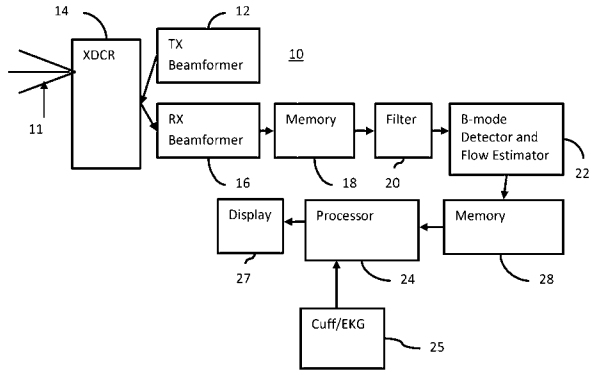 14
12
XDCR
TX
Beamformer
10
11
RX
Beamformer
Memory
Filter
B-mode
Detector and
Flow Estimator
16
18
20
22
Display
Processor
Memory
27
24
28
Cuff/EKG
25